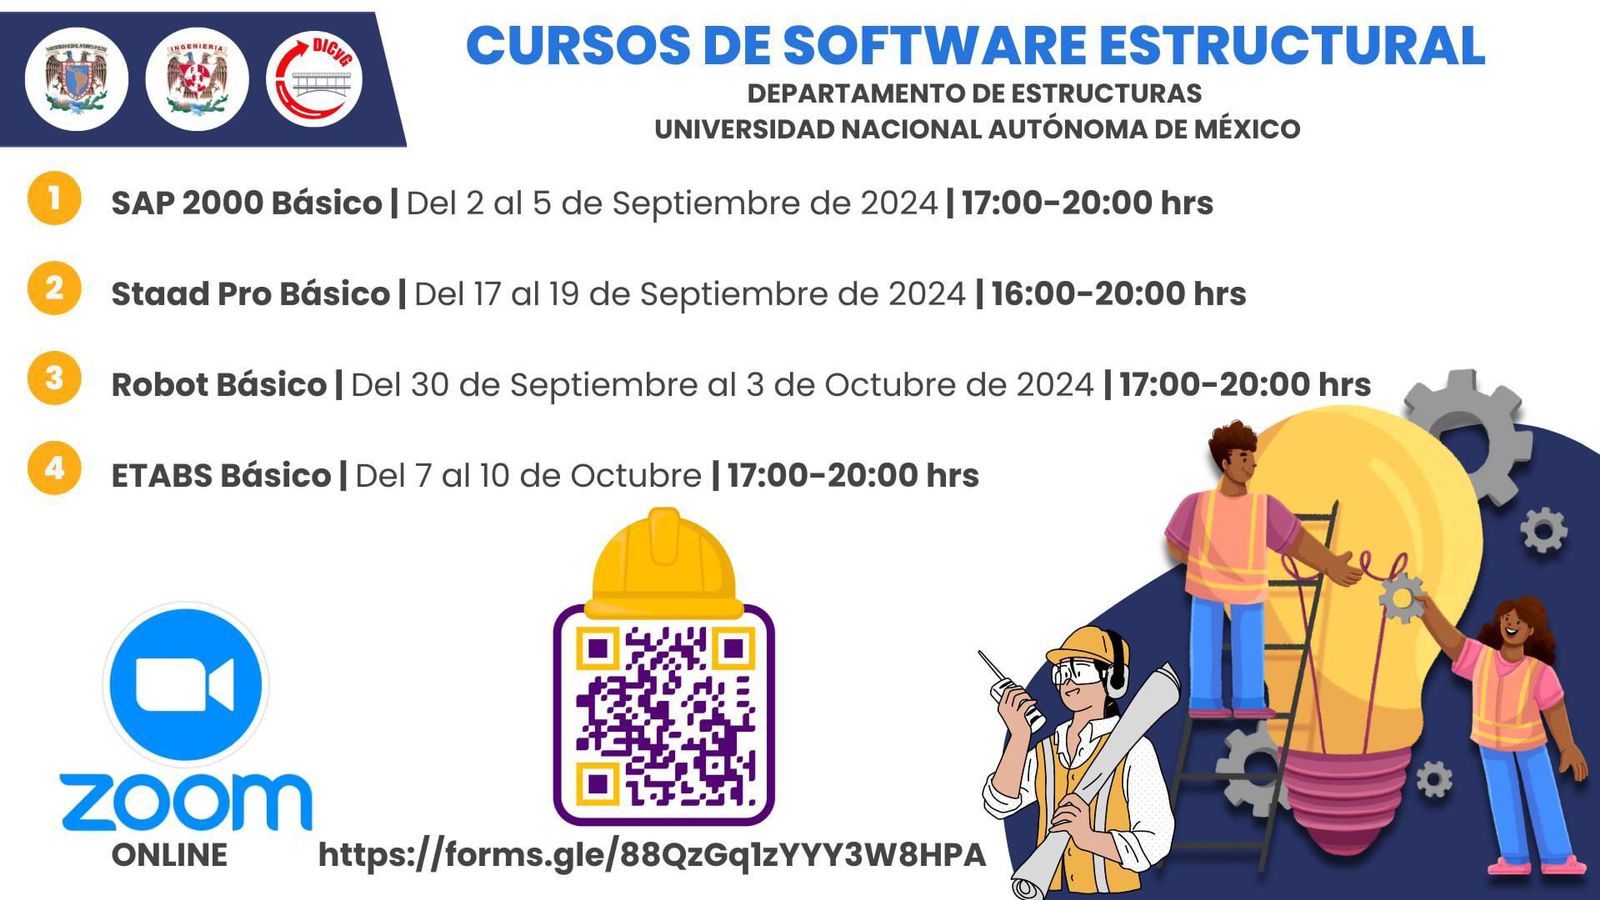 CURSOS DE SOFTWARE ESTRUCTURAL
DEPARTAMENTO DE ESTRUCTURAS
UNIVERSIDAD NACIONAL AUTÓNOMA DE MÉXICO
INGENIERIA
DICyG
1 SAP 2000 Básico | Del 2 al 5 de Septiembre de 2024 | 17:00-20:00 hrs
2 Staad Pro Básico | Del 17 al 19 de Septiembre de 2024 | 16:00-20:00 hrs
3 Robot Básico | Del 30 de Septiembre al 3 de Octubre de 2024 | 17:00-20:00 hrs
4 ETABS Básico | Del 7 al 10 de Octubre | 17:00-20:00 hrs
zoom
ONLINE
https://forms.gle/88QzGq1zYYY3W8HPA